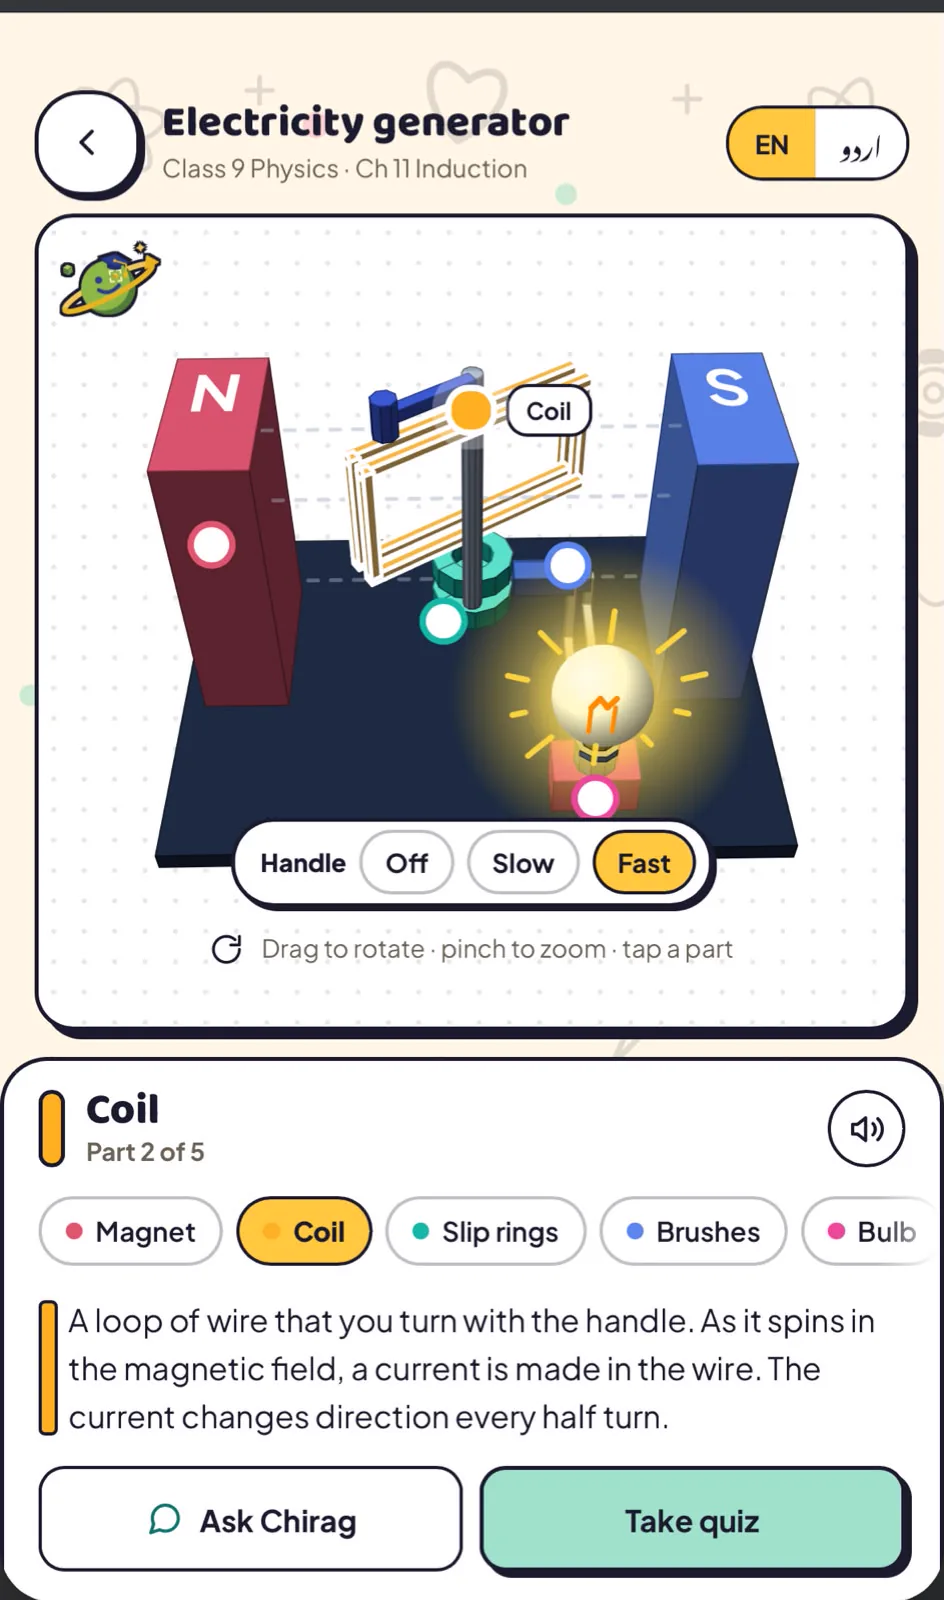 Electricity generator
Class 9 Physics · Ch 11 Induction
EN
اردو
N
S
Coil
Handle
Off
Slow
Fast
Drag to rotate · pinch to zoom · tap a part
Coil
Part 2 of 5
Magnet
Coil
Slip rings
Brushes
Bulb
A loop of wire that you turn with the handle. As it spins in
the magnetic field, a current is made in the wire. The
current changes direction every half turn.
Ask Chirag
Take quiz